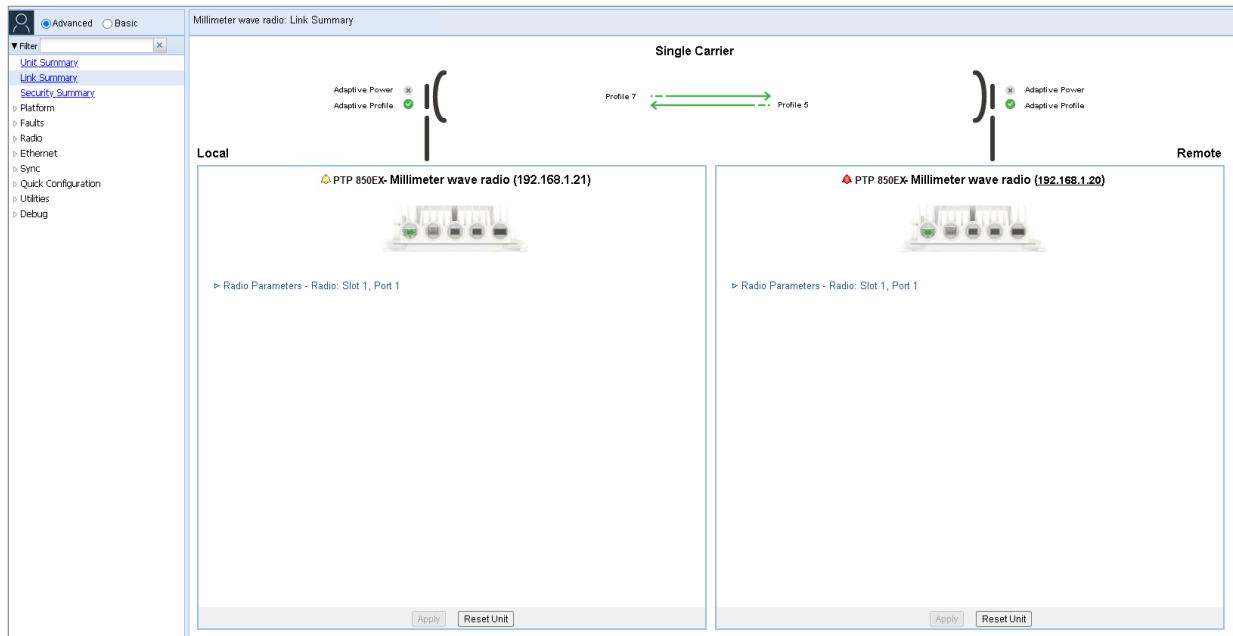 Advanced Basic
Millimeter wave radio: Link Summary
▼ Filter
Unit Summary
Link Summary
Security Summary
Platform
Faults
Radio
Ethernet
Sync
Quick Configuration
Utilities
Debug
Single Carrier
Adaptive Power
Adaptive Profile
Profile 7
Profile 5
Adaptive Power
Adaptive Profile
Local
Remote
PTP 850EX- Millimeter wave radio (192.168.1.21)
Radio Parameters - Radio: Slot 1, Port 1
Apply Reset Unit
PTP 850EX- Millimeter wave radio (192.168.1.20)
Radio Parameters - Radio: Slot 1, Port 1
Apply Reset Unit